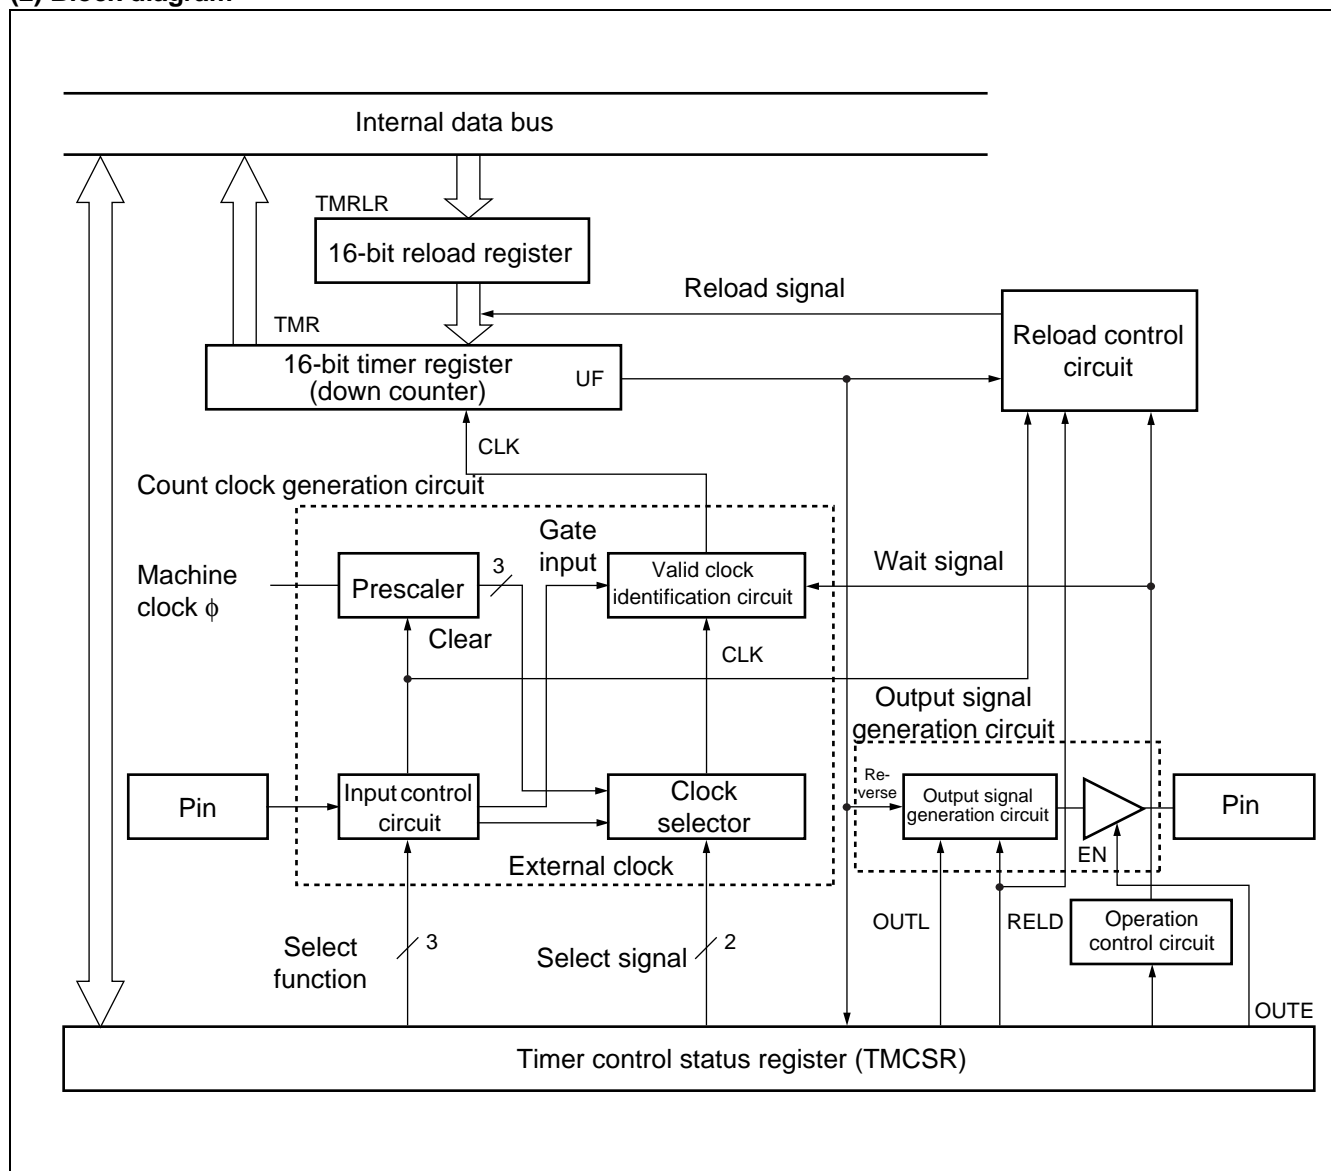 (2) Block diagram
Internal data bus
TMRLR
16-bit reload register
Reload signal
TMR
16-bit timer register
(down counter)
UF
Reload control
circuit
CLK
Count clock generation circuit
Gate
input
Machine
clock ϕ
Prescaler
3
Valid clock
identification circuit
Wait signal
Clear
CLK
Output signal
generation circuit
Pin
Input control
circuit
Clock
selector
Re-
verse
Output signal
generation circuit
Pin
EN
External clock
OUTL
RELD
Operation
control circuit
Select
function
3
Select signal
2
OUTE
Timer control status register (TMCSR)